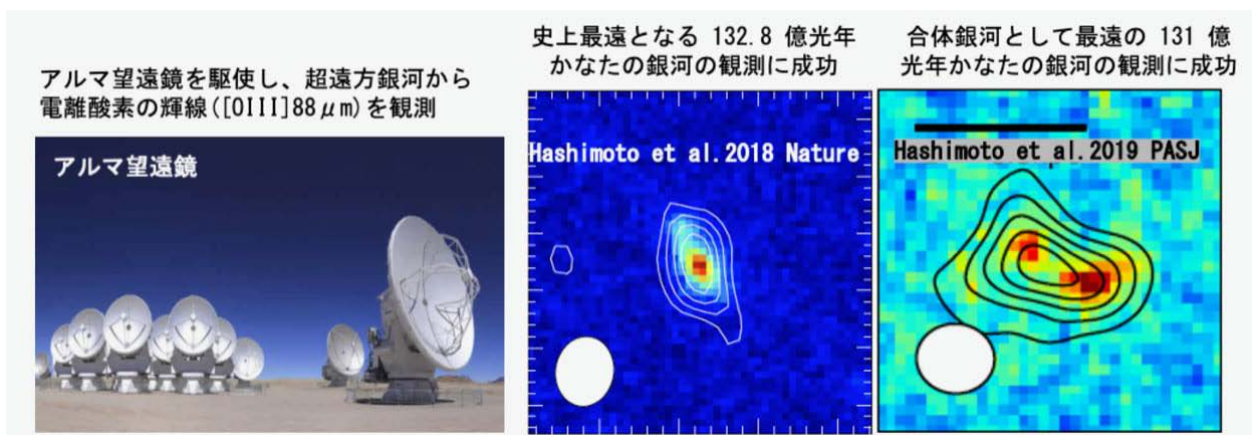 アルマ望遠鏡を駆使し、超遠方銀河から
電離酸素の輝線([OIII]88μm)を観測
アルマ望遠鏡
史上最遠となる 132.8 億光年
かなたの銀河の観測に成功
Hashimoto et al.2018 Nature
合体銀河として最遠の 131 億
光年かなたの銀河の観測に成功
Hashimoto et al.2019 PASJ